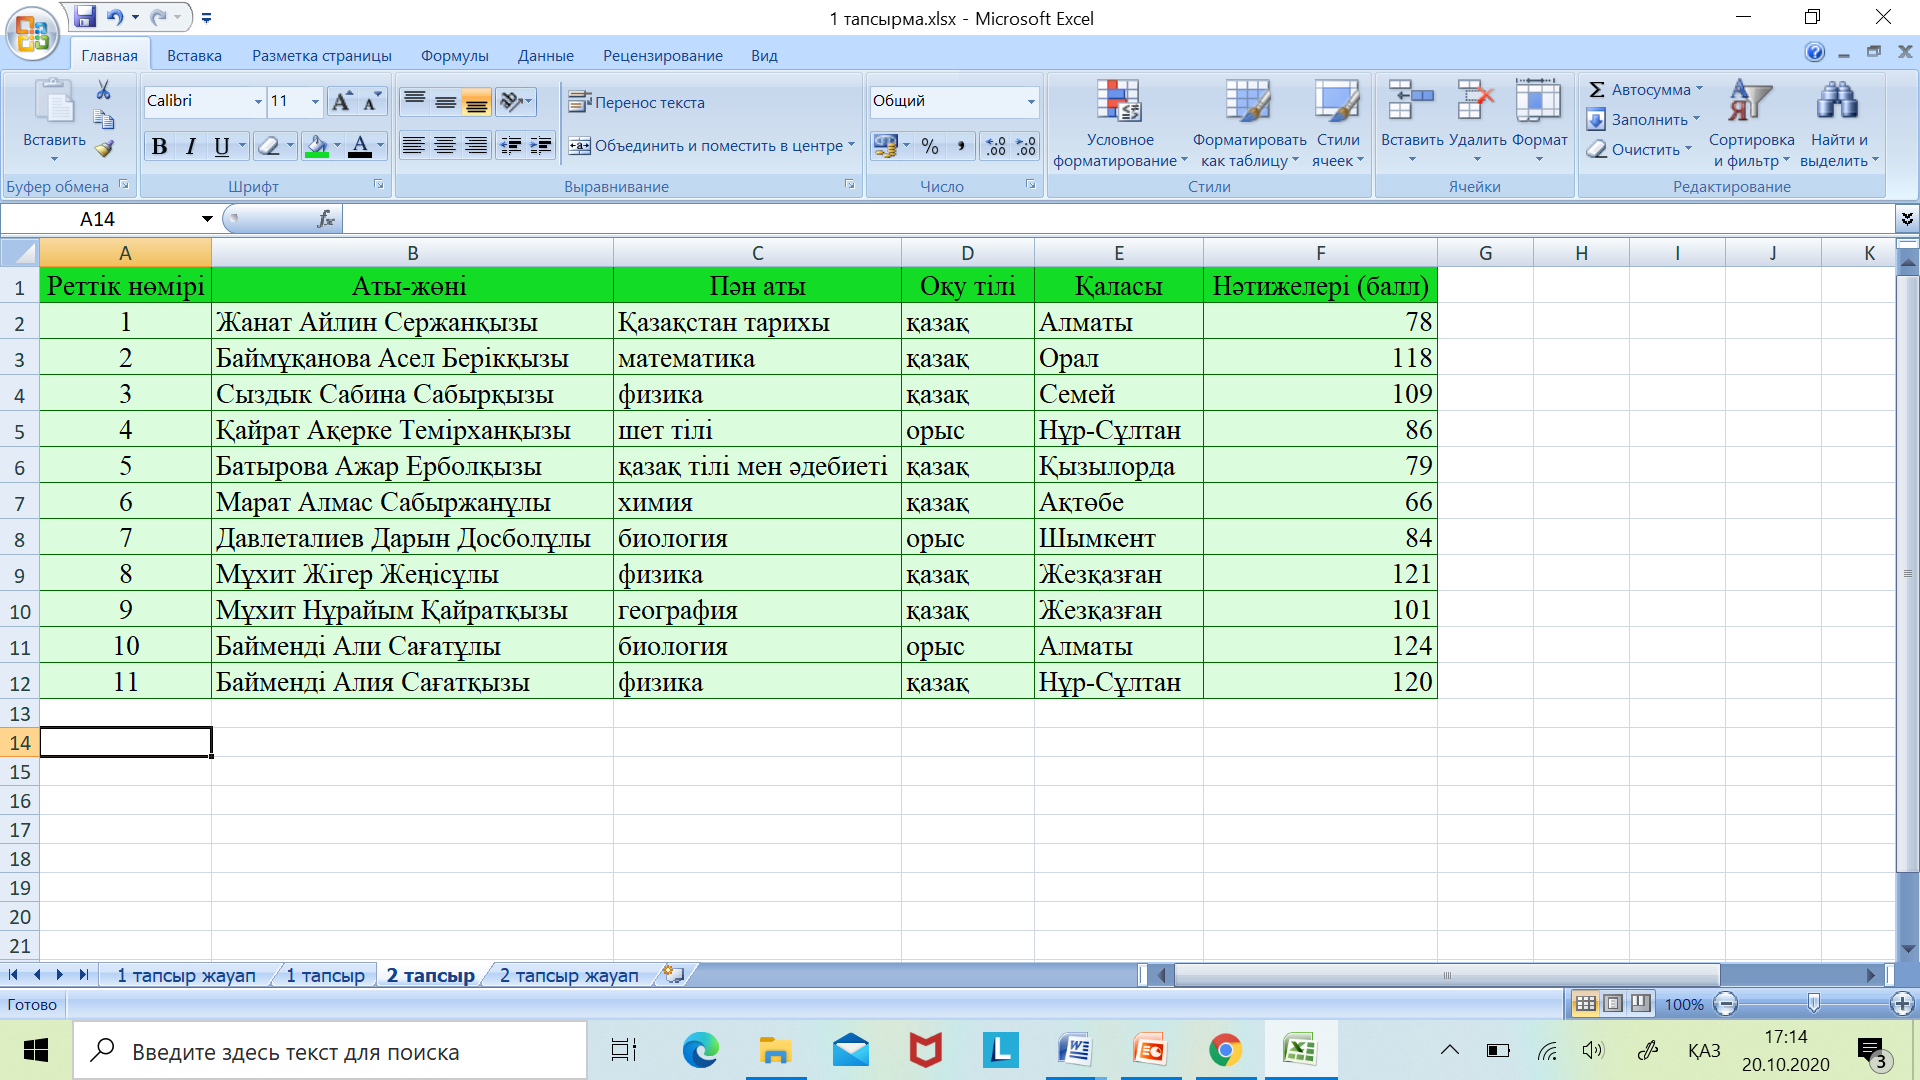 1 тапсырма.xlsx - Microsoft Excel
Главная Вставка Разметка страницы Формулы Данные Рецензирование Вид
Calibri 11 Перенос текста Общий Автосумма
Заполнить
Вставить Ж К Ч Объединить и поместить в центре % Условное форматирование Форматировать как таблицу Стили ячеек Вставить Удалить Формат Очистить Сортировка и фильтр Найти и выделить
Буфер обмена Шрифт Выравнивание Число Стили Ячейки Редактирование
A14 fx
A B C D E F G H I J K
1 Реттік нөмірі Аты-жөні Пән аты Оқу тілі Қаласы Нәтижелері (балл)
2 1 Жанат Айлин Сержанқызы Қазақстан тарихы қазақ Алматы 78
3 2 Баймұқанова Асел Берікқызы математика қазақ Орал 118
4 3 Сыздык Сабина Сабырқызы физика қазақ Семей 109
5 4 Қайрат Ақерке Темірханқызы шет тілі орыс Нұр-Сұлтан 86
6 5 Батырова Ажар Ерболқызы қазақ тілі мен әдебиеті қазақ Қызылорда 79
7 6 Марат Алмас Сабыржанұлы химия қазақ Ақтөбе 66
8 7 Давлеталиев Дарын Досболұлы биология орыс Шымкент 84
9 8 Мұхит Жігер Жеңісұлы физика қазақ Жезқазған 121
10 9 Мұхит Нұрайым Қайратқызы география қазақ Жезқазған 101
11 10 Байменді Али Сағатұлы биология орыс Алматы 124
12 11 Байменді Алия Сағатқызы физика қазақ Нұр-Сұлтан 120
13
14
15
16
17
18
19
20
21
1 тапсыр жауап 1 тапсыр 2 тапсыр 2 тапсыр жауап
Готово 100%
Введите здесь текст для поиска ҚАЗ 17:14
20.10.2020 3